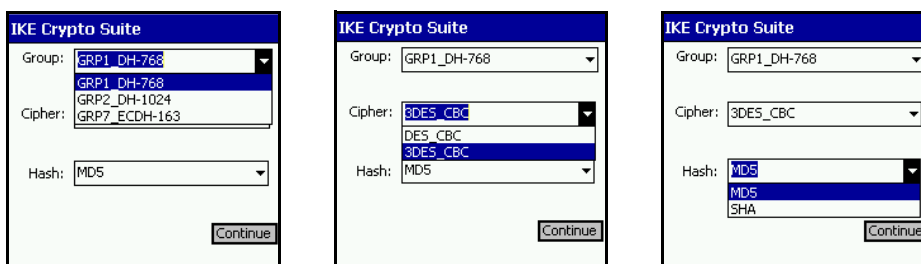 IKE Crypto Suite
Group: GRP1_DH-768
GRP1_DH-768
GRP2_DH-1024
Cipher: GRP7_ECDH-163
Hash: MD5
Continue
IKE Crypto Suite
Group: GRP1_DH-768
Cipher: 3DES_CBC
DES_CBC
3DES_CBC
Hash: MD5
Continue
IKE Crypto Suite
Group: GRP1_DH-768
Cipher: 3DES_CBC
Hash: MD5
MD5
SHA
Continue